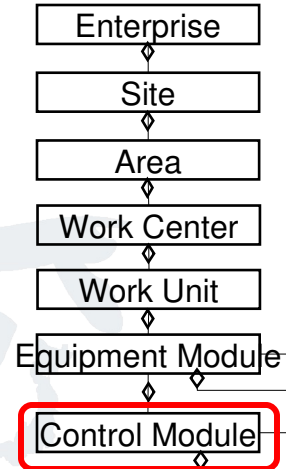 Enterprise
Site
Area
Work Center
Work Unit
Equipment Module
Control Module